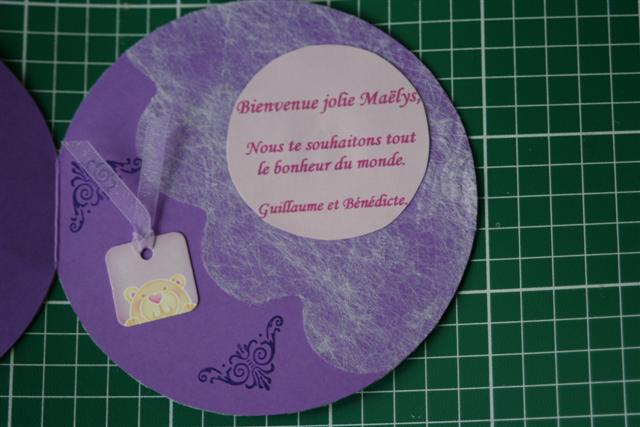 Bienvenue jolie Maëlys,
Nous te souhaitons tout
le bonheur du monde.
Guillaume et Bénédicte.